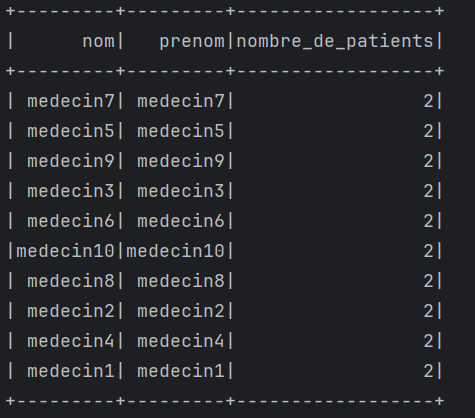 +---------+---------+------------------+
|      nom|   prenom|nombre_de_patients|
+---------+---------+------------------+
| medecin7| medecin7|                 2|
| medecin5| medecin5|                 2|
| medecin9| medecin9|                 2|
| medecin3| medecin3|                 2|
| medecin6| medecin6|                 2|
|medecin10|medecin10|                 2|
| medecin8| medecin8|                 2|
| medecin2| medecin2|                 2|
| medecin4| medecin4|                 2|
| medecin1| medecin1|                 2|
+---------+---------+------------------+